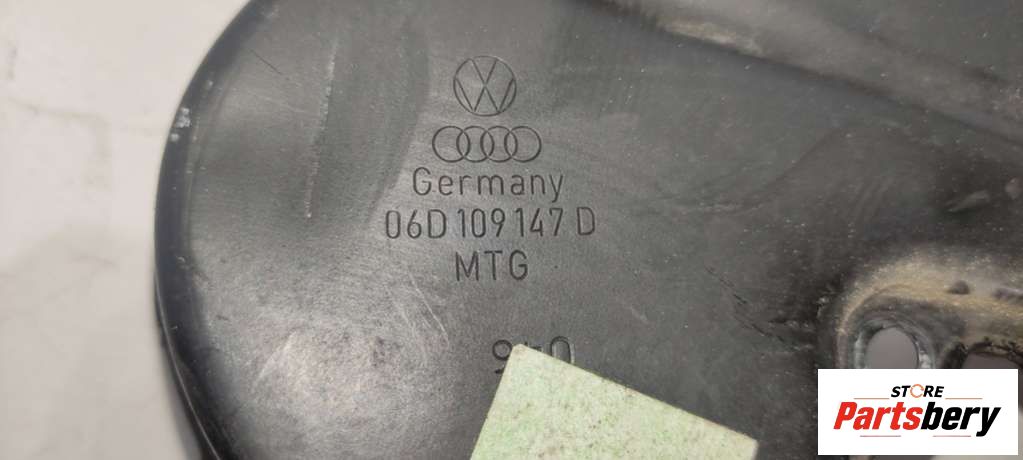 Germany
06D 109 147 D
MTG
STORE
Partsbery